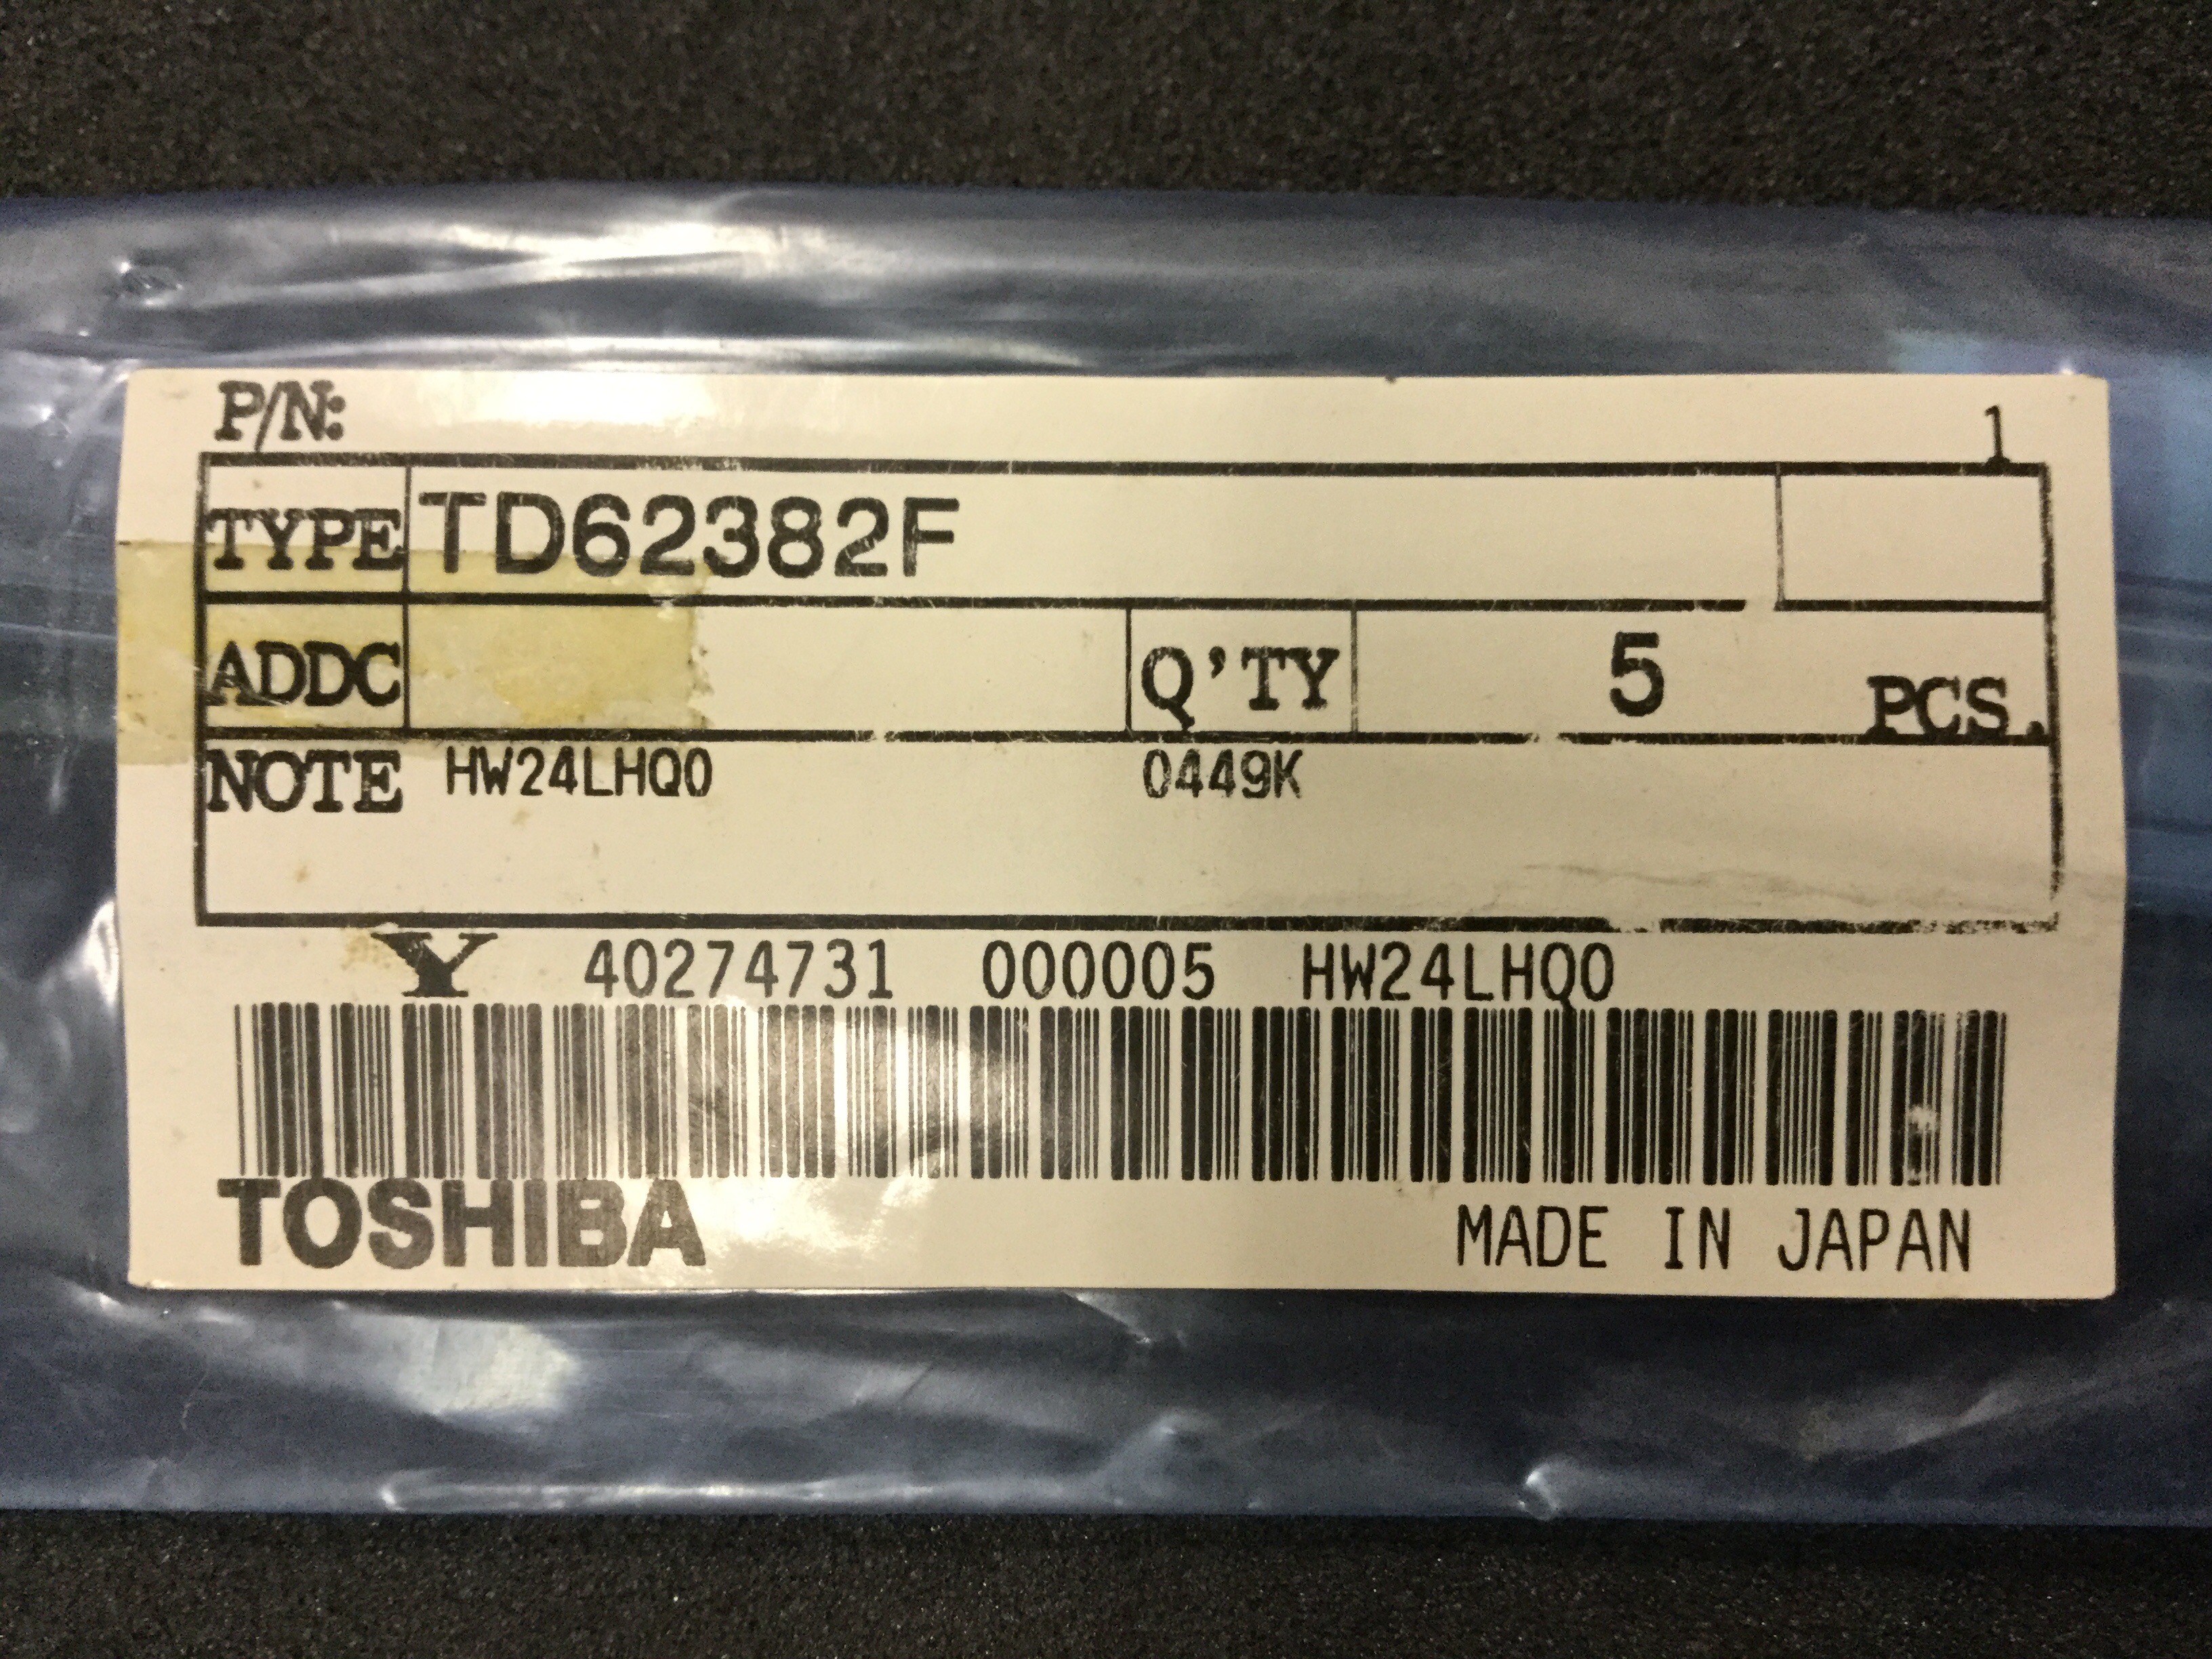 P/N:
1
TYPE TD62382F
ADDC Q'TY 5 PCS.
NOTE HW24LHQ0 0449K
Y 40274731 000005 HW24LHQ0
TOSHIBA MADE IN JAPAN